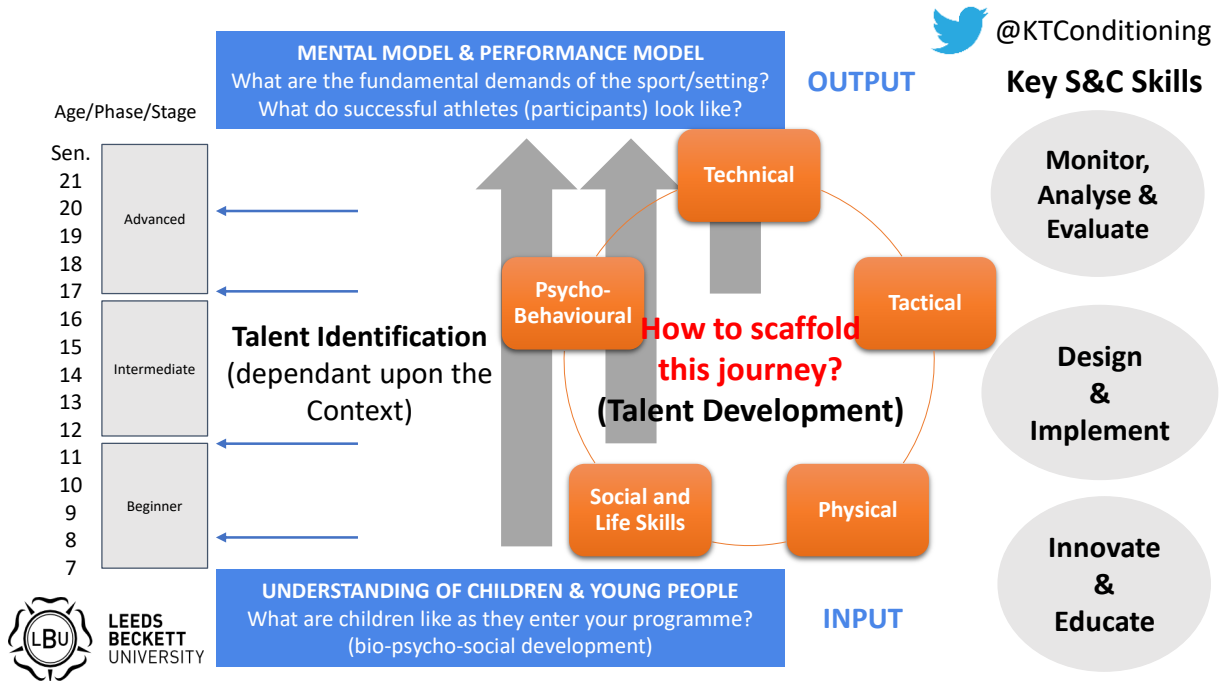 @KTConditioning
MENTAL MODEL & PERFORMANCE MODEL
What are the fundamental demands of the sport/setting?
What do successful athletes (participants) look like?
OUTPUT
Key S&C Skills
Age/Phase/Stage
Sen.
21
20
19
18
17
16
15
14
13
12
11
10
9
8
7
Advanced
Intermediate
Beginner
Talent Identification
(dependant upon the
Context)
Technical
Tactical
Physical
Social and
Life Skills
Psycho-
Behavioural
How to scaffold
this journey?
(Talent Development)
Monitor,
Analyse &
Evaluate
Design
&
Implement
Innovate
&
Educate
UNDERSTANDING OF CHILDREN & YOUNG PEOPLE
What are children like as they enter your programme?
(bio-psycho-social development)
INPUT
LBU
LEEDS
BECKETT
UNIVERSITY